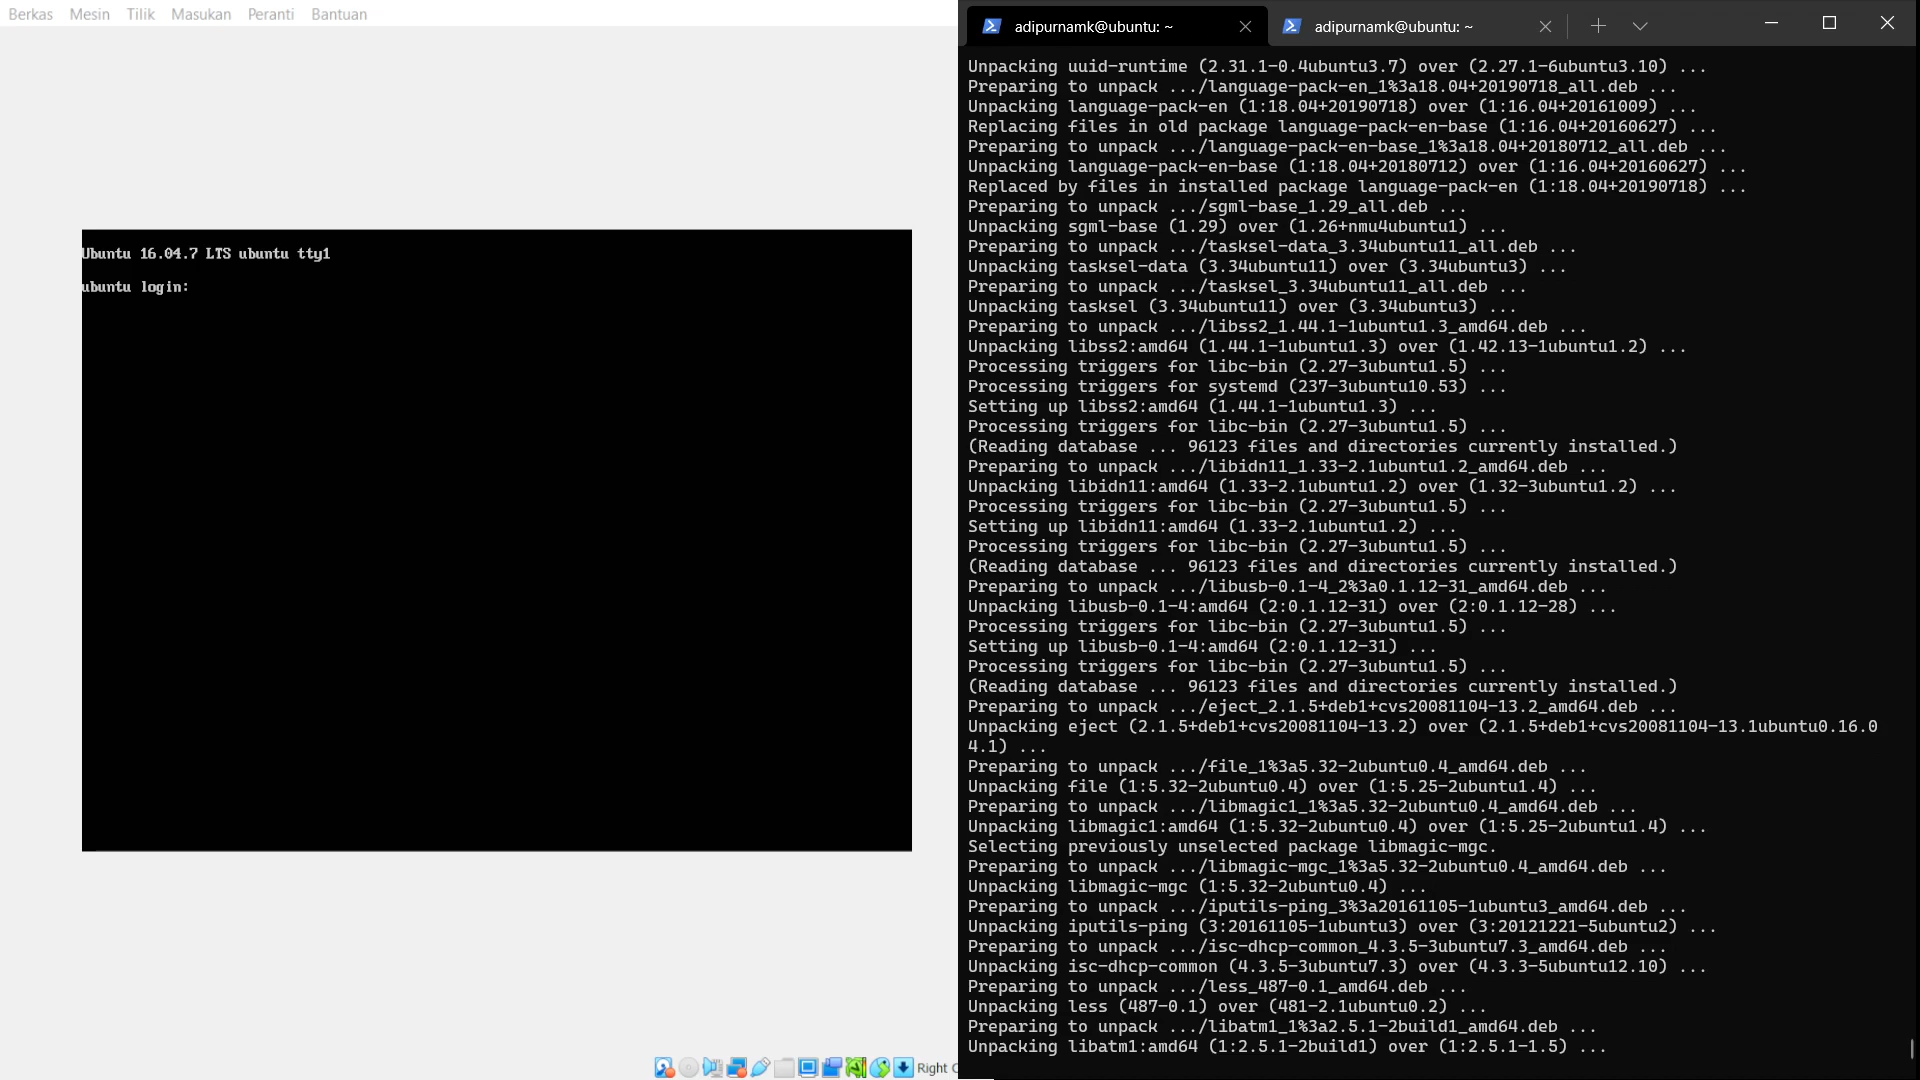 Berkas Mesin Tilik Masukan Peranti Bantuan
Ubuntu 16.04.7 LTS ubuntu tty1
ubuntu login:
Right C
adipurnamk@ubuntu: ~
adipurnamk@ubuntu: ~
Unpacking uuid-runtime (2.31.1-0.4ubuntu3.7) over (2.27.1-6ubuntu3.10) ...
Preparing to unpack .../language-pack-en_1%3a18.04+20190718_all.deb ...
Unpacking language-pack-en (1:18.04+20190718) over (1:16.04+20161009) ...
Replacing files in old package language-pack-en-base (1:16.04+20160627) ...
Preparing to unpack .../language-pack-en-base_1%3a18.04+20180712_all.deb ...
Unpacking language-pack-en-base (1:18.04+20180712) over (1:16.04+20160627) ...
Replaced by files in installed package language-pack-en (1:18.04+20190718) ...
Preparing to unpack .../sgml-base_1.29_all.deb ...
Unpacking sgml-base (1.29) over (1.26+nmu4ubuntu1) ...
Preparing to unpack .../tasksel-data_3.34ubuntu11_all.deb ...
Unpacking tasksel-data (3.34ubuntu11) over (3.34ubuntu3) ...
Preparing to unpack .../tasksel_3.34ubuntu11_all.deb ...
Unpacking tasksel (3.34ubuntu11) over (3.34ubuntu3) ...
Preparing to unpack .../libss2_1.44.1-1ubuntu1.3_amd64.deb ...
Unpacking libss2:amd64 (1.44.1-1ubuntu1.3) over (1.42.13-1ubuntu1.2) ...
Processing triggers for libc-bin (2.27-3ubuntu1.5) ...
Processing triggers for systemd (237-3ubuntu10.53) ...
Setting up libss2:amd64 (1.44.1-1ubuntu1.3) ...
Processing triggers for libc-bin (2.27-3ubuntu1.5) ...
(Reading database ... 96123 files and directories currently installed.)
Preparing to unpack .../libidn11_1.33-2.1ubuntu1.2_amd64.deb ...
Unpacking libidn11:amd64 (1.33-2.1ubuntu1.2) over (1.32-3ubuntu1.2) ...
Processing triggers for libc-bin (2.27-3ubuntu1.5) ...
Setting up libidn11:amd64 (1.33-2.1ubuntu1.2) ...
Processing triggers for libc-bin (2.27-3ubuntu1.5) ...
(Reading database ... 96123 files and directories currently installed.)
Preparing to unpack .../libusb-0.1-4_2%3a0.1.12-31_amd64.deb ...
Unpacking libusb-0.1-4:amd64 (2:0.1.12-31) over (2:0.1.12-28) ...
Processing triggers for libc-bin (2.27-3ubuntu1.5) ...
Setting up libusb-0.1-4:amd64 (2:0.1.12-31) ...
Processing triggers for libc-bin (2.27-3ubuntu1.5) ...
(Reading database ... 96123 files and directories currently installed.)
Preparing to unpack .../eject_2.1.5+deb1+cvs20081104-13.2_amd64.deb ...
Unpacking eject (2.1.5+deb1+cvs20081104-13.2) over (2.1.5+deb1+cvs20081104-13.1ubuntu0.16.0
4.1) ...
Preparing to unpack .../file_1%3a5.32-2ubuntu0.4_amd64.deb ...
Unpacking file (1:5.32-2ubuntu0.4) over (1:5.25-2ubuntu1.4) ...
Preparing to unpack .../libmagic1_1%3a5.32-2ubuntu0.4_amd64.deb ...
Unpacking libmagic1:amd64 (1:5.32-2ubuntu0.4) over (1:5.25-2ubuntu1.4) ...
Selecting previously unselected package libmagic-mgc.
Preparing to unpack .../libmagic-mgc_1%3a5.32-2ubuntu0.4_amd64.deb ...
Unpacking libmagic-mgc (1:5.32-2ubuntu0.4) ...
Preparing to unpack .../iputils-ping_3%3a20161105-1ubuntu3_amd64.deb ...
Unpacking iputils-ping (3:20161105-1ubuntu3) over (3:20121221-5ubuntu2) ...
Preparing to unpack .../isc-dhcp-common_4.3.5-3ubuntu7.3_amd64.deb ...
Unpacking isc-dhcp-common (4.3.5-3ubuntu7.3) over (4.3.3-5ubuntu12.10) ...
Preparing to unpack .../less_487-0.1_amd64.deb ...
Unpacking less (487-0.1) over (481-2.1ubuntu0.2) ...
Preparing to unpack .../libatm1_1%3a2.5.1-2build1_amd64.deb ...
Unpacking libatm1:amd64 (1:2.5.1-2build1) over (1:2.5.1-1.5) ...